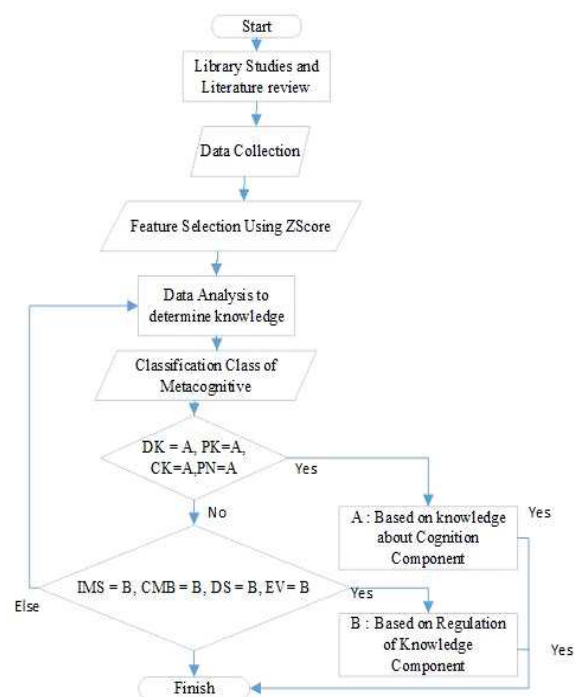 Start
Library Studies and
Literature review
Data Collection
Feature Selection Using ZScore
Data Analysis to
determine knowledge
Classification Class of
Metacognitive
DK = A, PK=A,
CK=A,PN=A
Yes
No
A : Based on knowledge
about Cognition
Component
Yes
IMS = B, CMB = B, DS = B, EV= B
Else
Yes
B : Based on Regulation
of Knowledge
Component
Yes
Finish